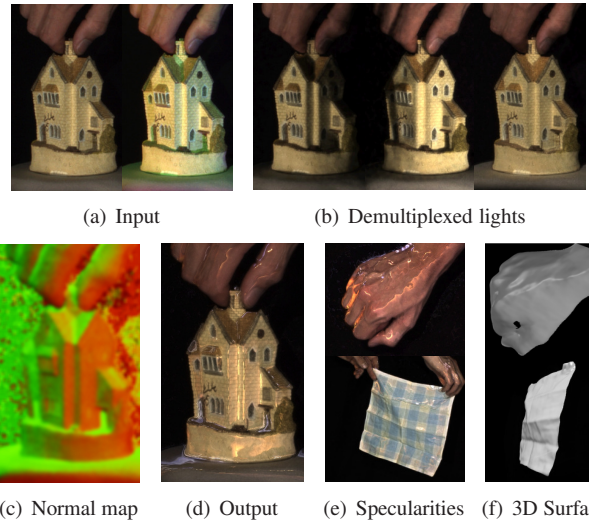 (a) Input
(b) Demultiplexed lights
(c) Normal map
(d) Output
(e) Specularities
(f) 3D Surfa